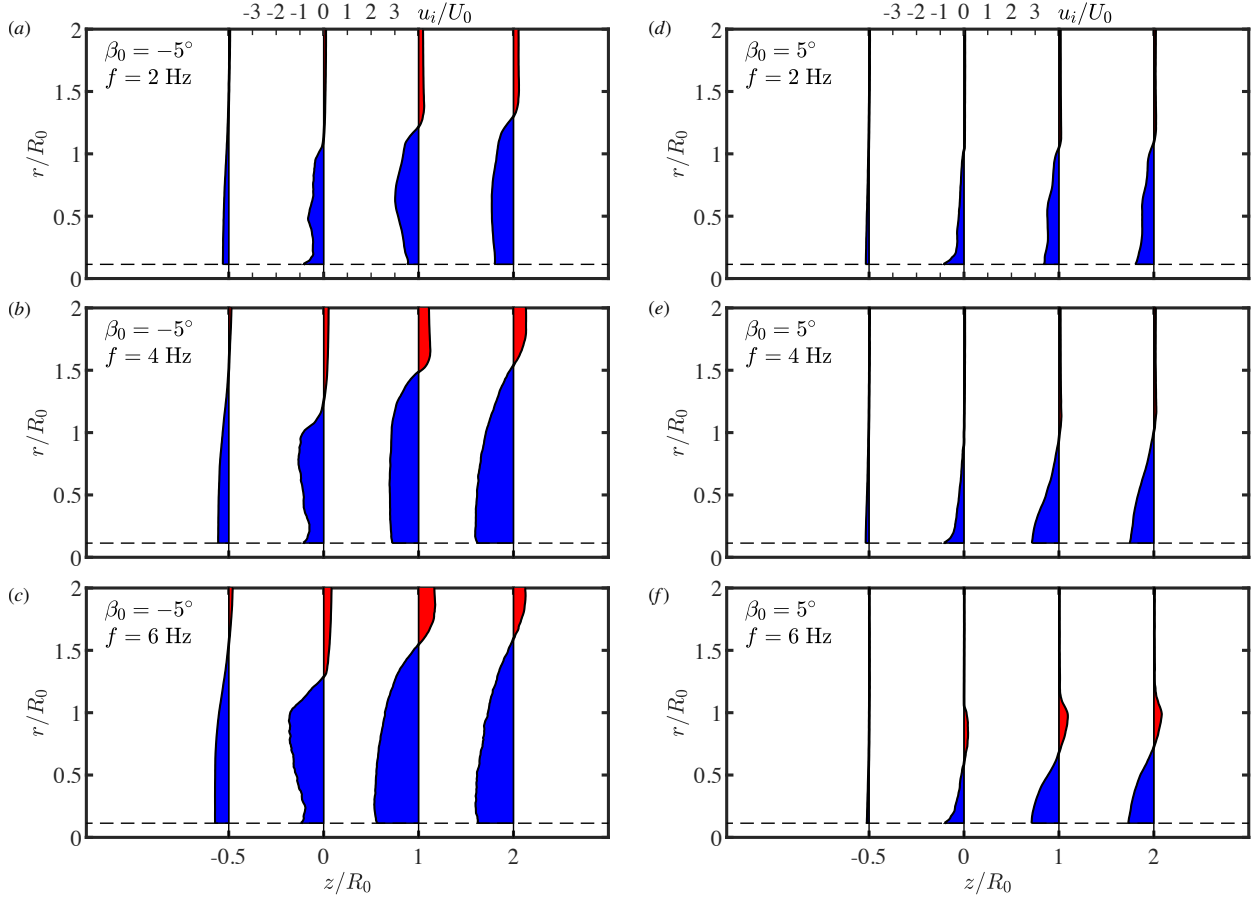 -3 -2 -1 0 1 2 3 u_i/U_0
-3 -2 -1 0 1 2 3 u_i/U_0
(a)
β_0 = −5°
f = 2 Hz
2
1.5
1
0.5
0
r/R_0
(d)
β_0 = 5°
f = 2 Hz
2
1.5
1
0.5
0
r/R_0
(b)
β_0 = −5°
f = 4 Hz
2
1.5
1
0.5
0
r/R_0
(e)
β_0 = 5°
f = 4 Hz
2
1.5
1
0.5
0
r/R_0
(c)
β_0 = −5°
f = 6 Hz
2
1.5
1
0.5
0
r/R_0
-0.5 0 1 2
z/R_0
(f)
β_0 = 5°
f = 6 Hz
2
1.5
1
0.5
0
r/R_0
-0.5 0 1 2
z/R_0